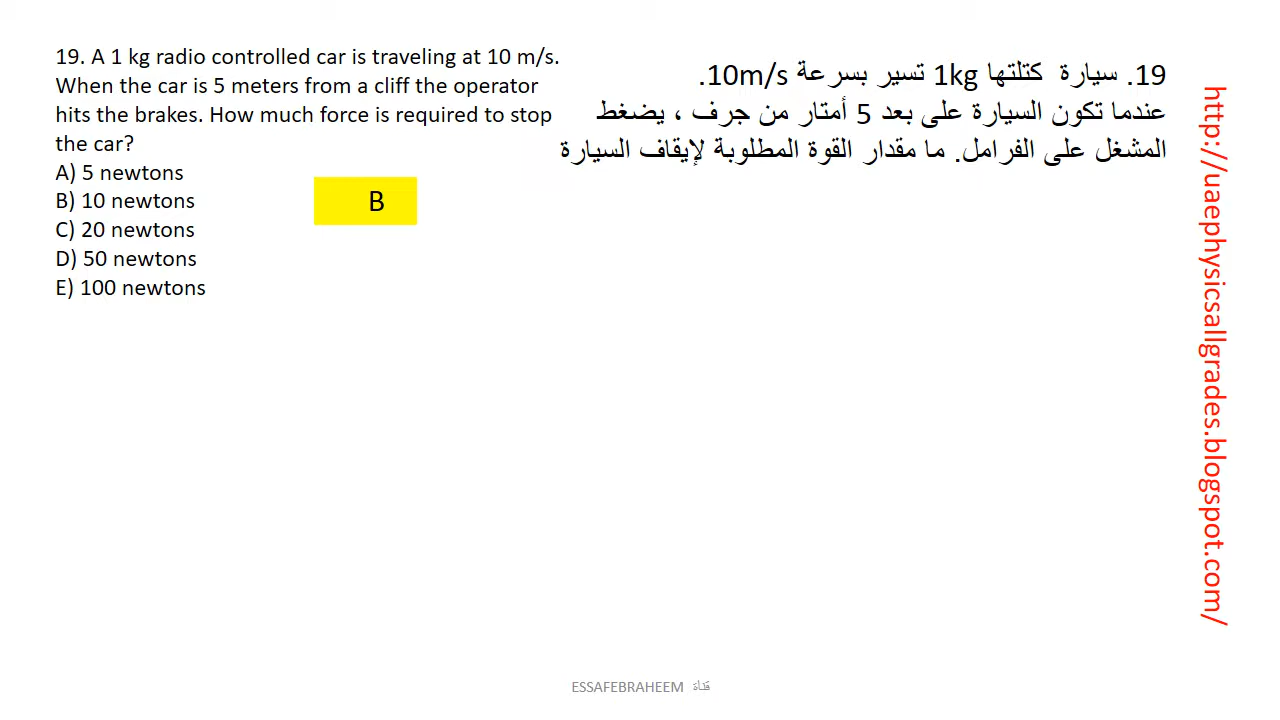 19. A 1 kg radio controlled car is traveling at 10 m/s.
When the car is 5 meters from a cliff the operator
hits the brakes. How much force is required to stop
the car?
A) 5 newtons
B) 10 newtons
C) 20 newtons
D) 50 newtons
E) 100 newtons
B
19. سيارة كتلتها 1kg تسير بسرعة 10m/s.
عندما تكون السيارة على بعد 5 أمتار من جرف ، يضغط
المشغل على الفرامل. ما مقدار القوة المطلوبة لإيقاف السيارة
http://uaephysicsallgrades.blogspot.com/
ESSAFEBRAHEEM قناة